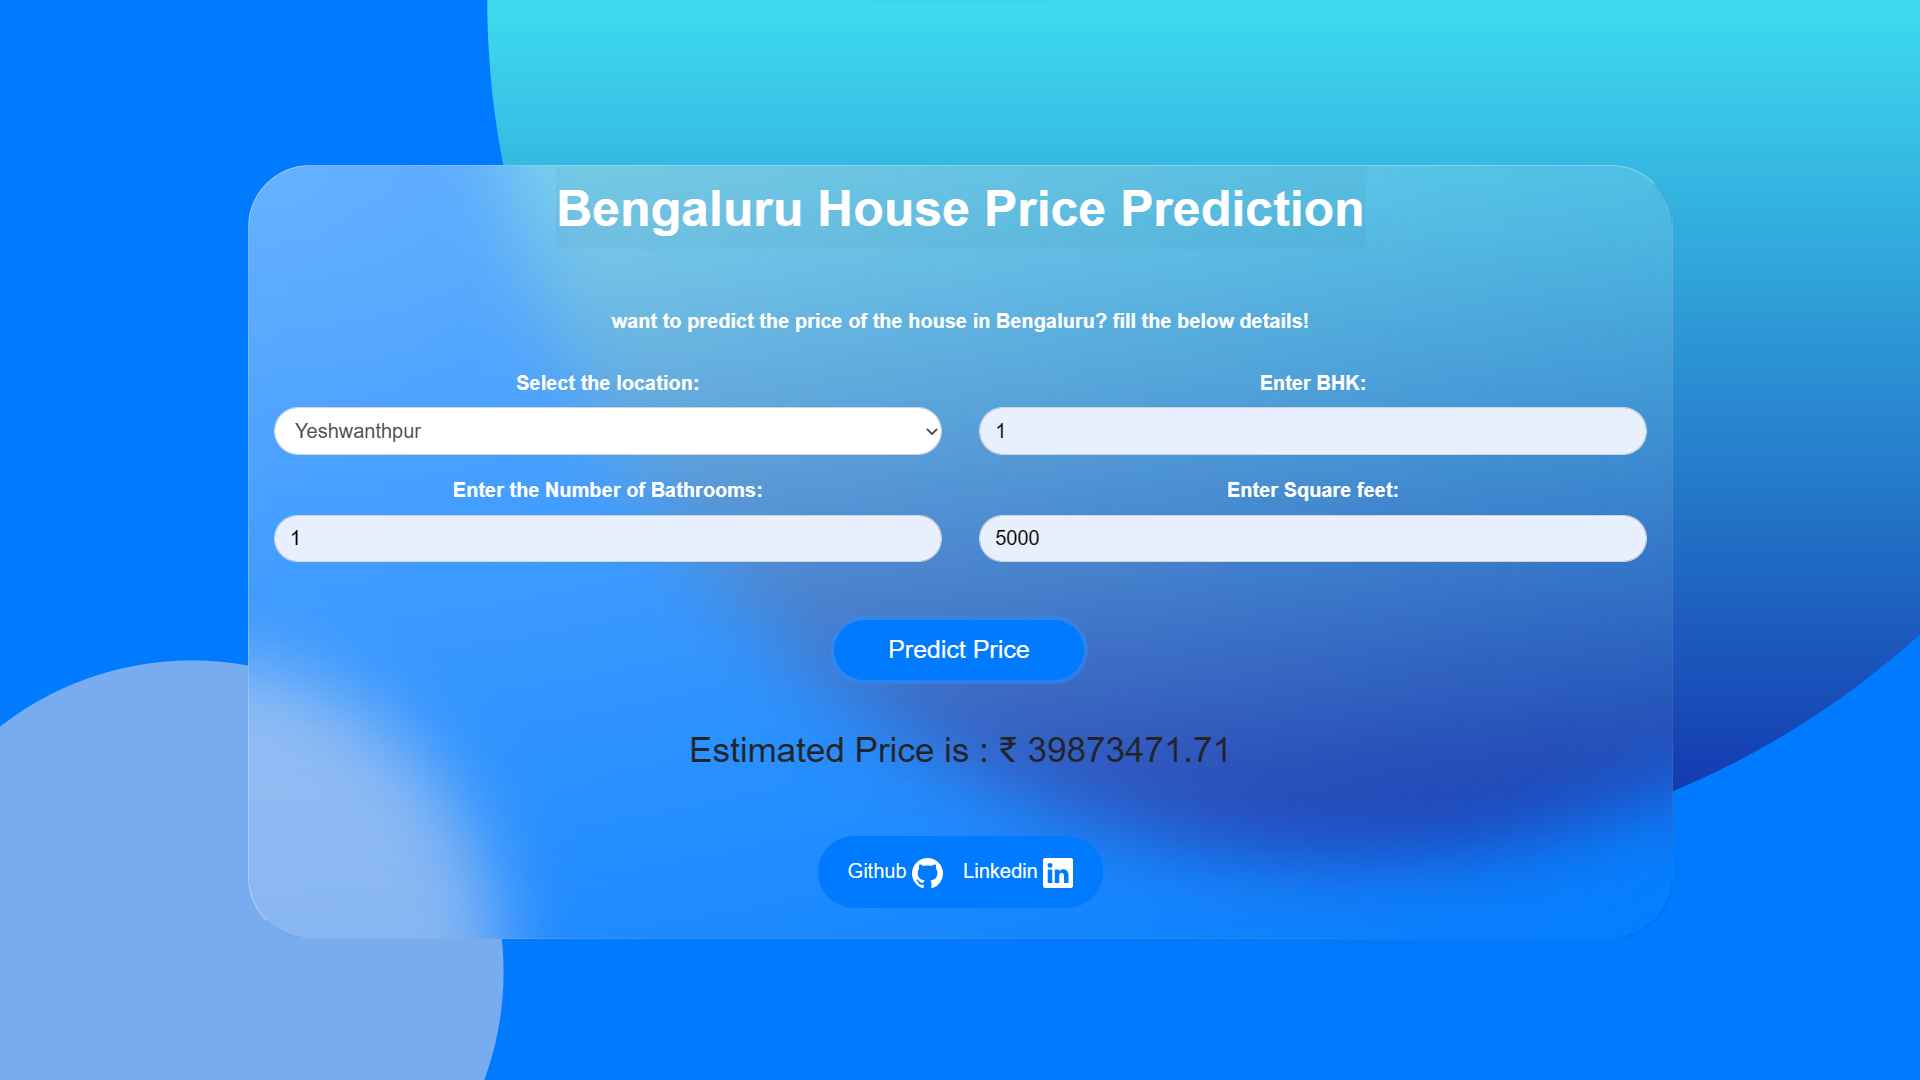 Bengaluru House Price Prediction
want to predict the price of the house in Bengaluru? fill the below details!
Select the location:
Enter BHK:
Yeshwanthpur
1
Enter the Number of Bathrooms:
Enter Square feet:
1
5000
Predict Price
Estimated Price is : ₹ 39873471.71
Github Linkedin in